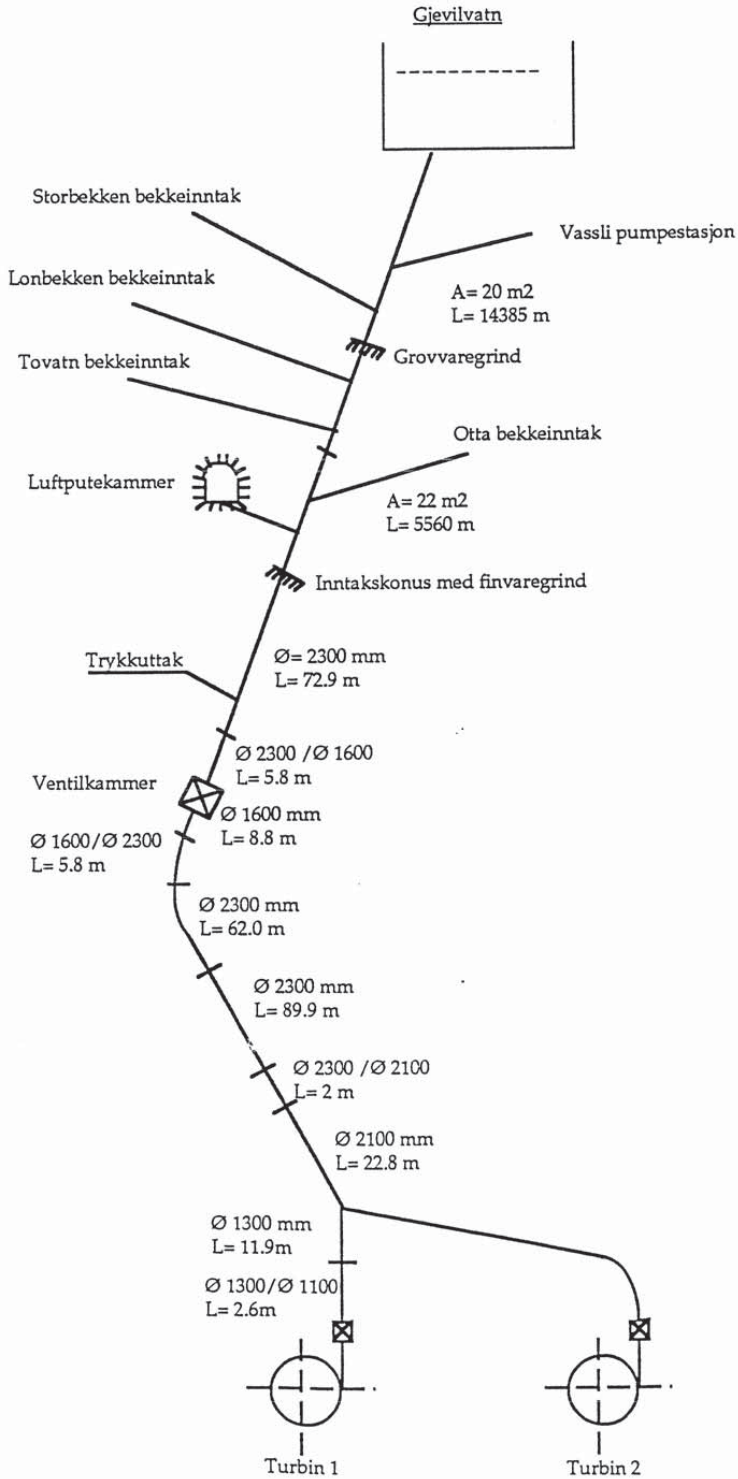 Gjevilvatn
Storbekken bekkeinntak
Vassli pumpestasjon
Lonbekken bekkeinntak
A= 20 m2
L= 14385 m
Tovatn bekkeinntak
Grovvaregrind
Otta bekkeinntak
Luftputekammer
A= 22 m2
L= 5560 m
Inntakskonus med finvaregrind
Trykkuttak
Ø= 2300 mm
L= 72.9 m
Ø 2300 /Ø 1600
L= 5.8 m
Ventilkammer
Ø 1600 mm
L= 8.8 m
Ø 1600/Ø 2300
L= 5.8 m
Ø 2300 mm
L= 62.0 m
Ø 2300 mm
L= 89.9 m
Ø 2300 /Ø 2100
L= 2 m
Ø 2100 mm
L= 22.8 m
Ø 1300 mm
L= 11.9m
Ø 1300/Ø 1100
L= 2.6m
Turbin 1
Turbin 2